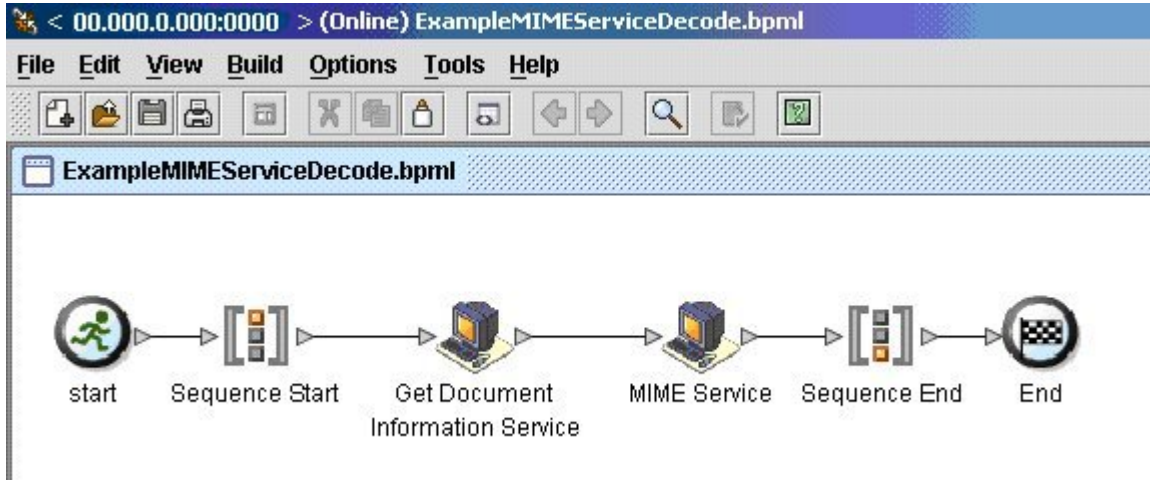 < 00.000.0.000:0000 > (Online) ExampleMIMEServiceDecode.bpml
File Edit View Build Options Tools Help
ExampleMIMEServiceDecode.bpml
start Sequence Start Get Document MIME Service Sequence End End
Information Service